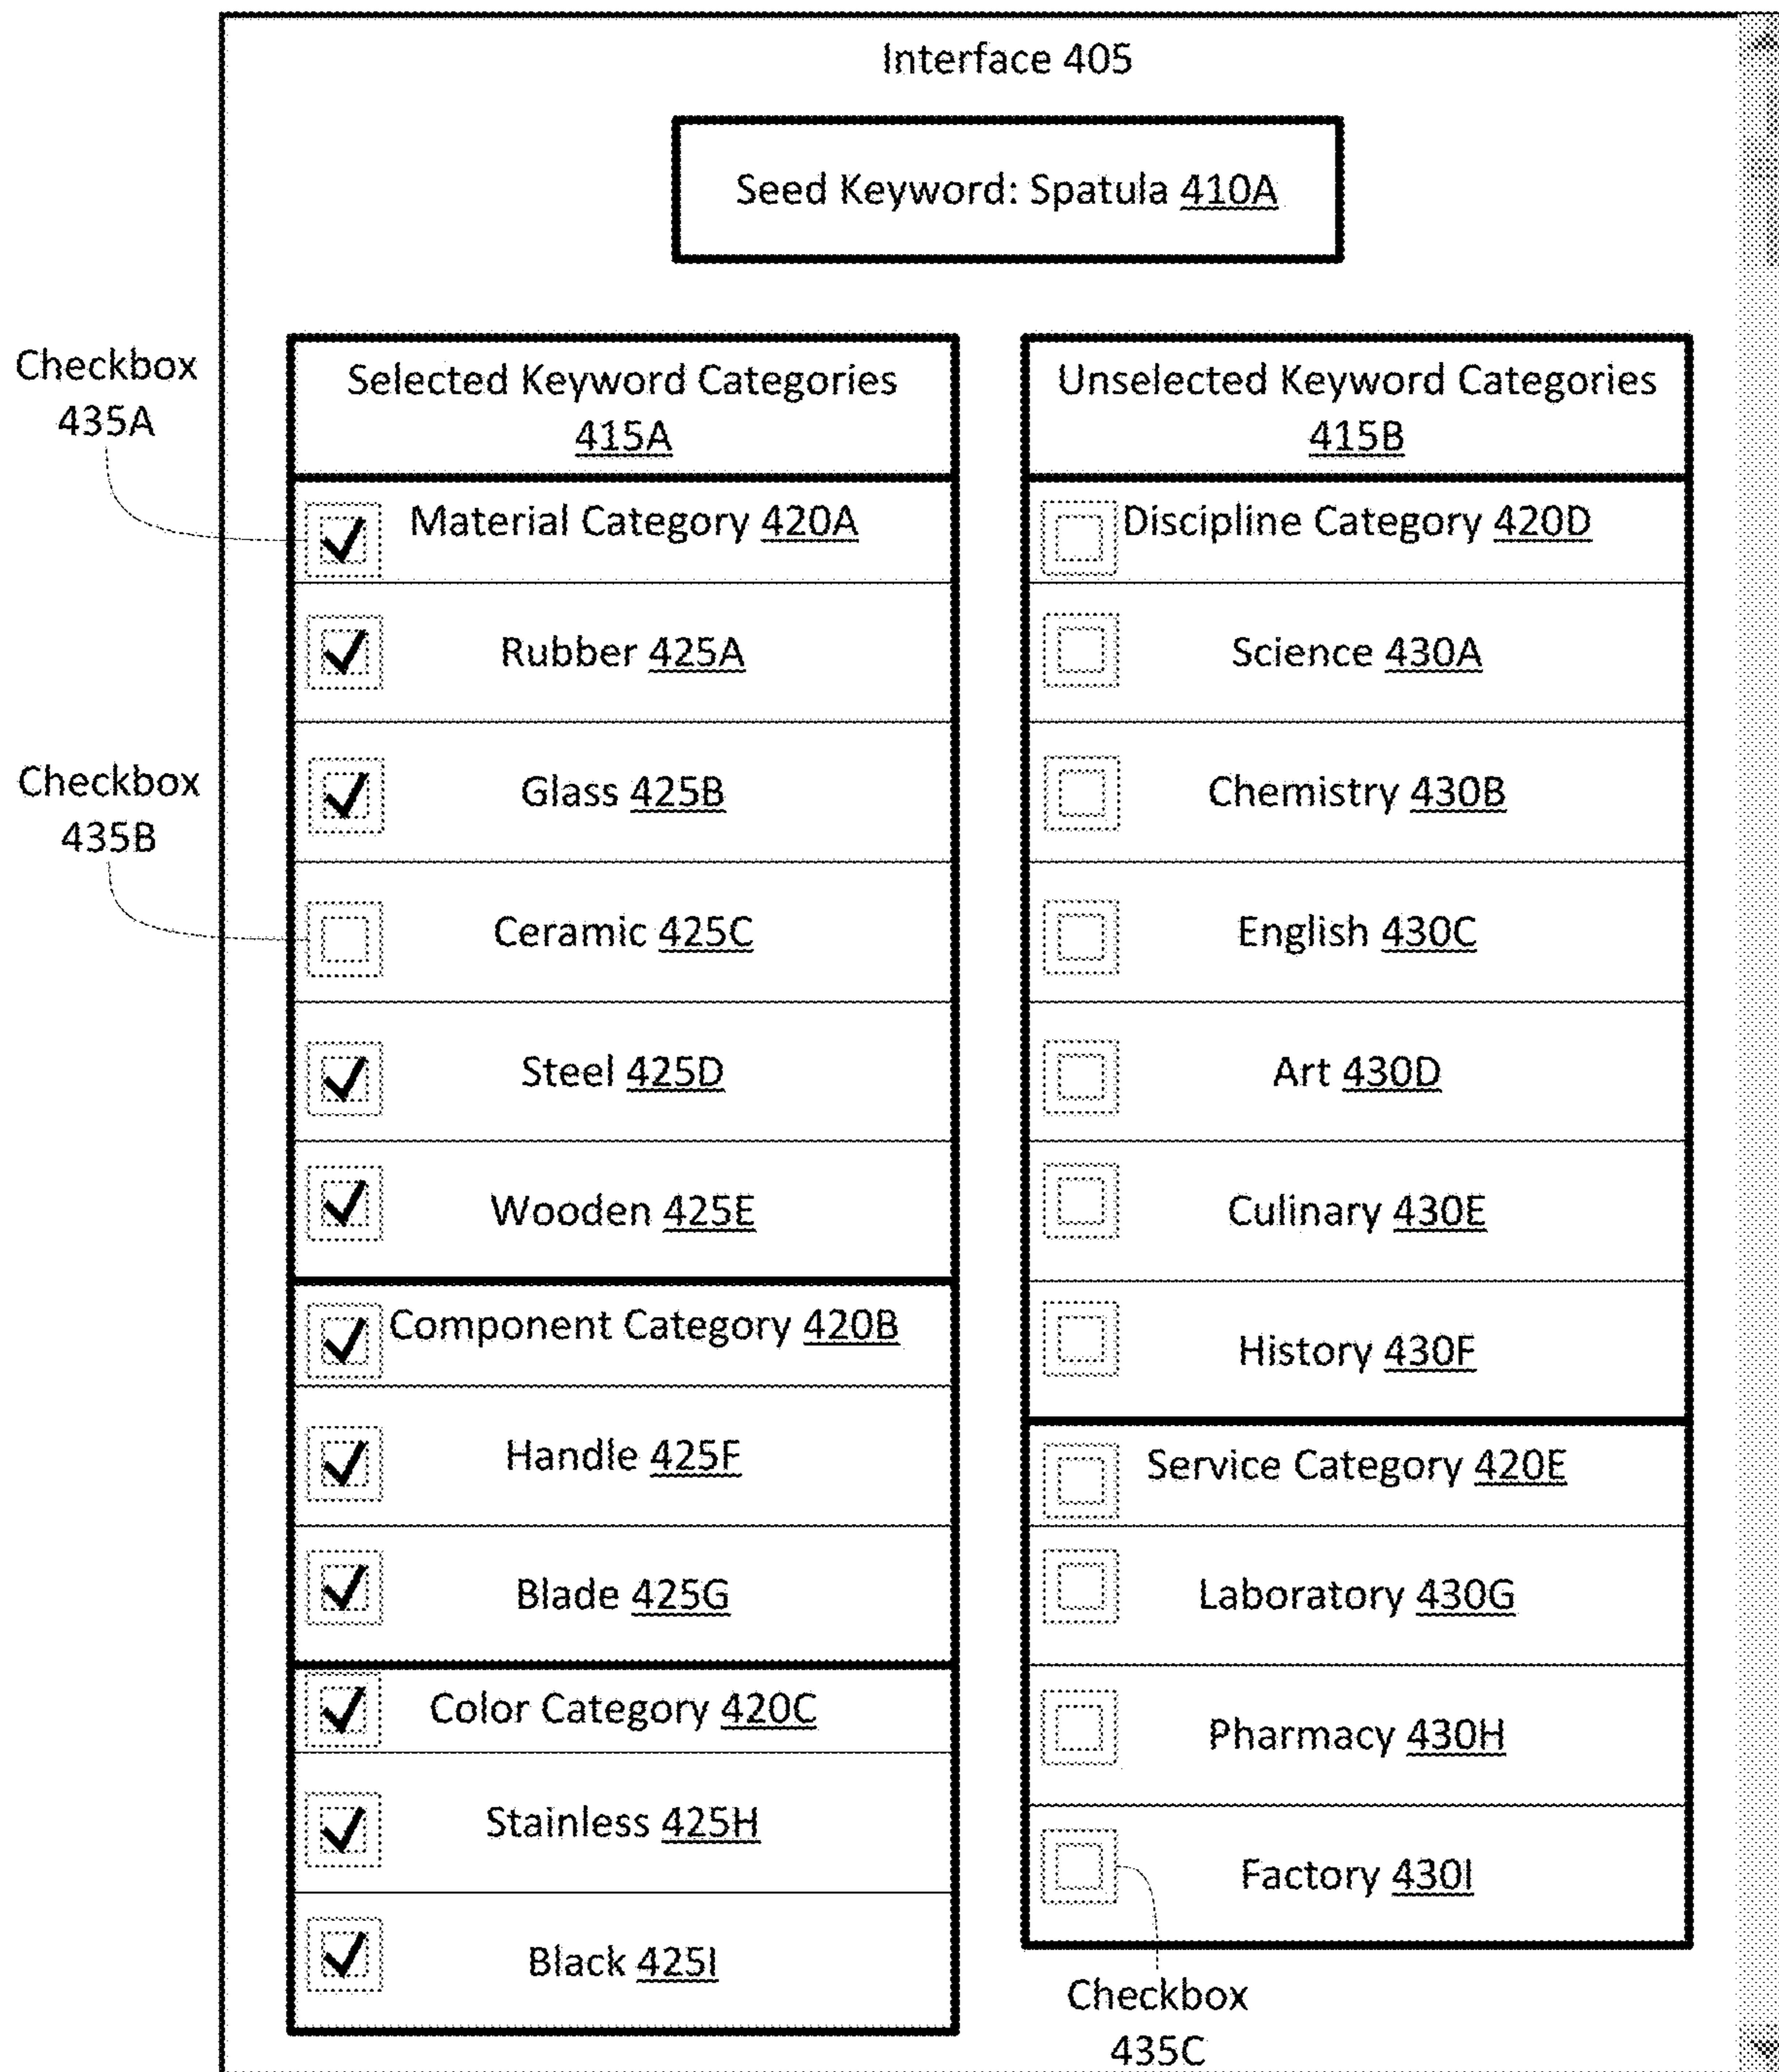 Interface 405
Seed Keyword: Spatula 410A
Checkbox
435A
Checkbox
435B
Selected Keyword Categories
415A
Material Category 420A
Rubber 425A
Glass 425B
Ceramic 425C
Steel 425D
Wooden 425E
Component Category 420B
Handle 425F
Blade 425G
Color Category 420C
Stainless 425H
Black 425I
Unselected Keyword Categories
415B
Discipline Category 420D
Science 430A
Chemistry 430B
English 430C
Art 430D
Culinary 430E
History 430F
Service Category 420E
Laboratory 430G
Pharmacy 430H
Factory 430I
Checkbox
435C